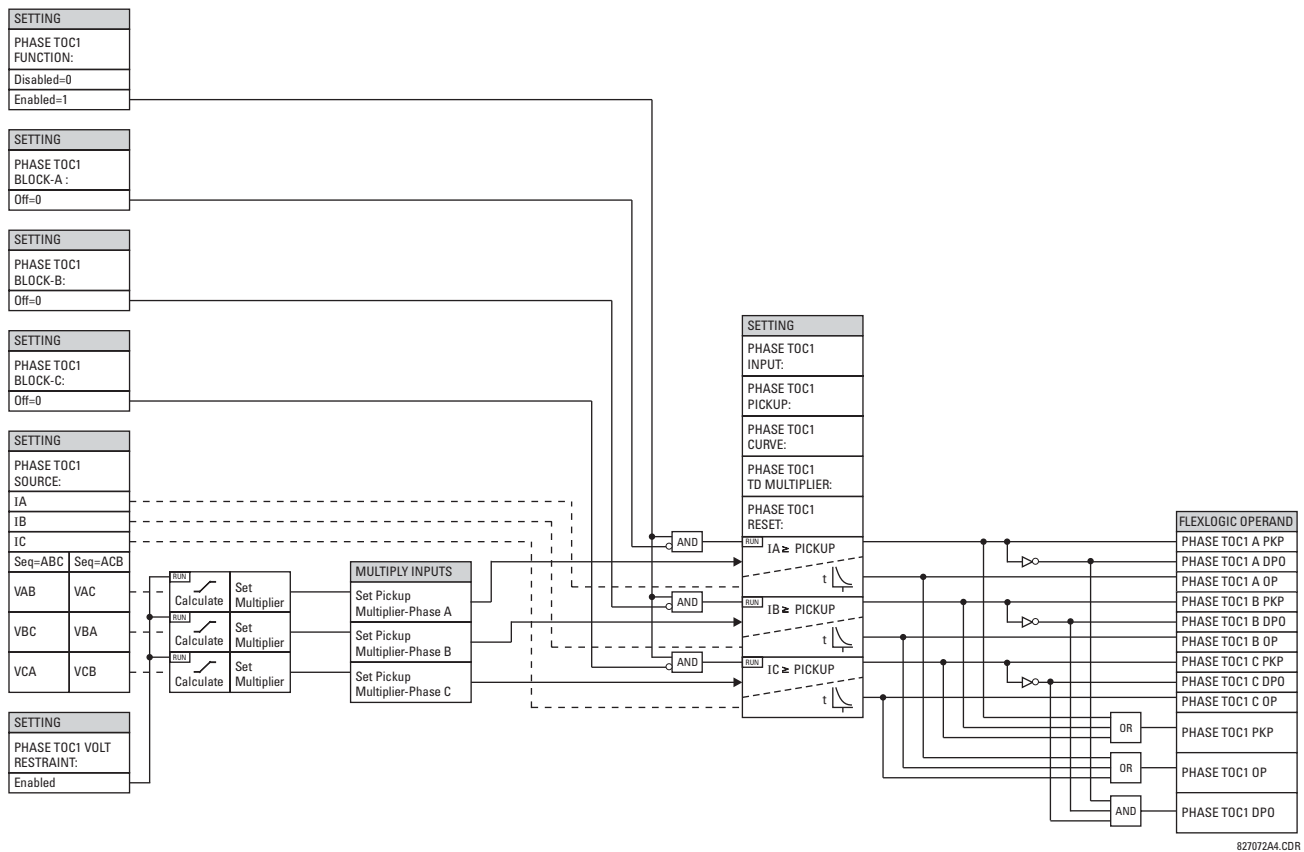 SETTING
PHASE TOC1
FUNCTION:
Disabled=0
Enabled=1
SETTING
PHASE TOC1
BLOCK-A :
Off=0
SETTING
PHASE TOC1
BLOCK-B:
Off=0
SETTING
PHASE TOC1
BLOCK-C:
Off=0
SETTING
PHASE TOC1
SOURCE:
IA
IB
IC
Seq=ABC Seq=ACB
VAB VAC
VBC VBA
VCA VCB
SETTING
PHASE TOC1 VOLT
RESTRAINT:
Enabled
RUN
Calculate
Set
Multiplier
RUN
Calculate
Set
Multiplier
RUN
Calculate
Set
Multiplier
MULTIPLY INPUTS
Set Pickup
Multiplier-Phase A
Set Pickup
Multiplier-Phase B
Set Pickup
Multiplier-Phase C
AND
AND
AND
SETTING
PHASE TOC1
INPUT:
PHASE TOC1
PICKUP:
PHASE TOC1
CURVE:
PHASE TOC1
TD MULTIPLIER:
PHASE TOC1
RESET:
RUN
IA ≥ PICKUP
t
RUN
IB ≥ PICKUP
t
RUN
IC ≥ PICKUP
t
OR
OR
AND
FLEXLOGIC OPERAND
PHASE TOC1 A PKP
PHASE TOC1 A DPO
PHASE TOC1 A OP
PHASE TOC1 B PKP
PHASE TOC1 B DPO
PHASE TOC1 B OP
PHASE TOC1 C PKP
PHASE TOC1 C DPO
PHASE TOC1 C OP
PHASE TOC1 PKP
PHASE TOC1 OP
PHASE TOC1 DPO
827072A4.CDR